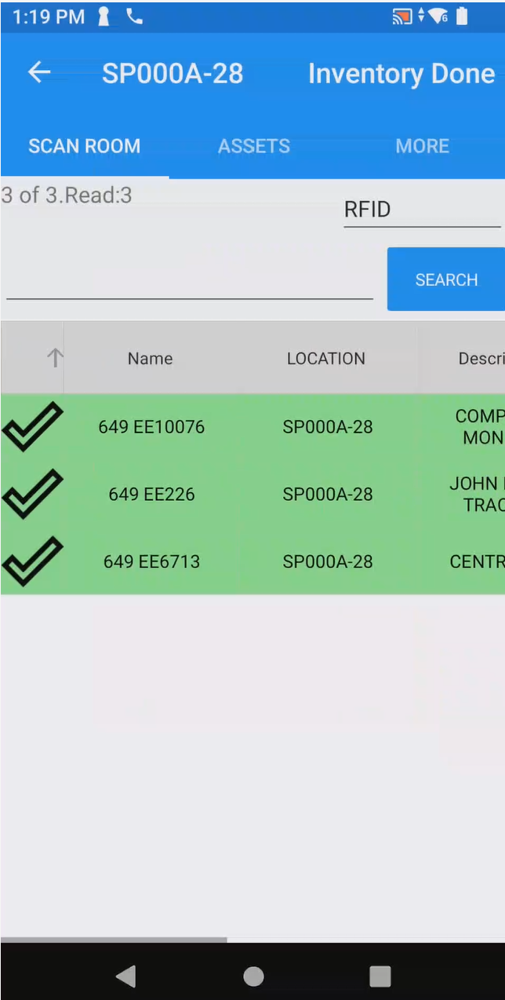 1:19 PM
6
SP000A-28 Inventory Done
SCAN ROOM ASSETS MORE
3 of 3.Read:3
RFID
SEARCH
Name LOCATION Descri
649 EE10076 SP000A-28 COMP
MON
649 EE226 SP000A-28 JOHN
TRAC
649 EE6713 SP000A-28 CENTR